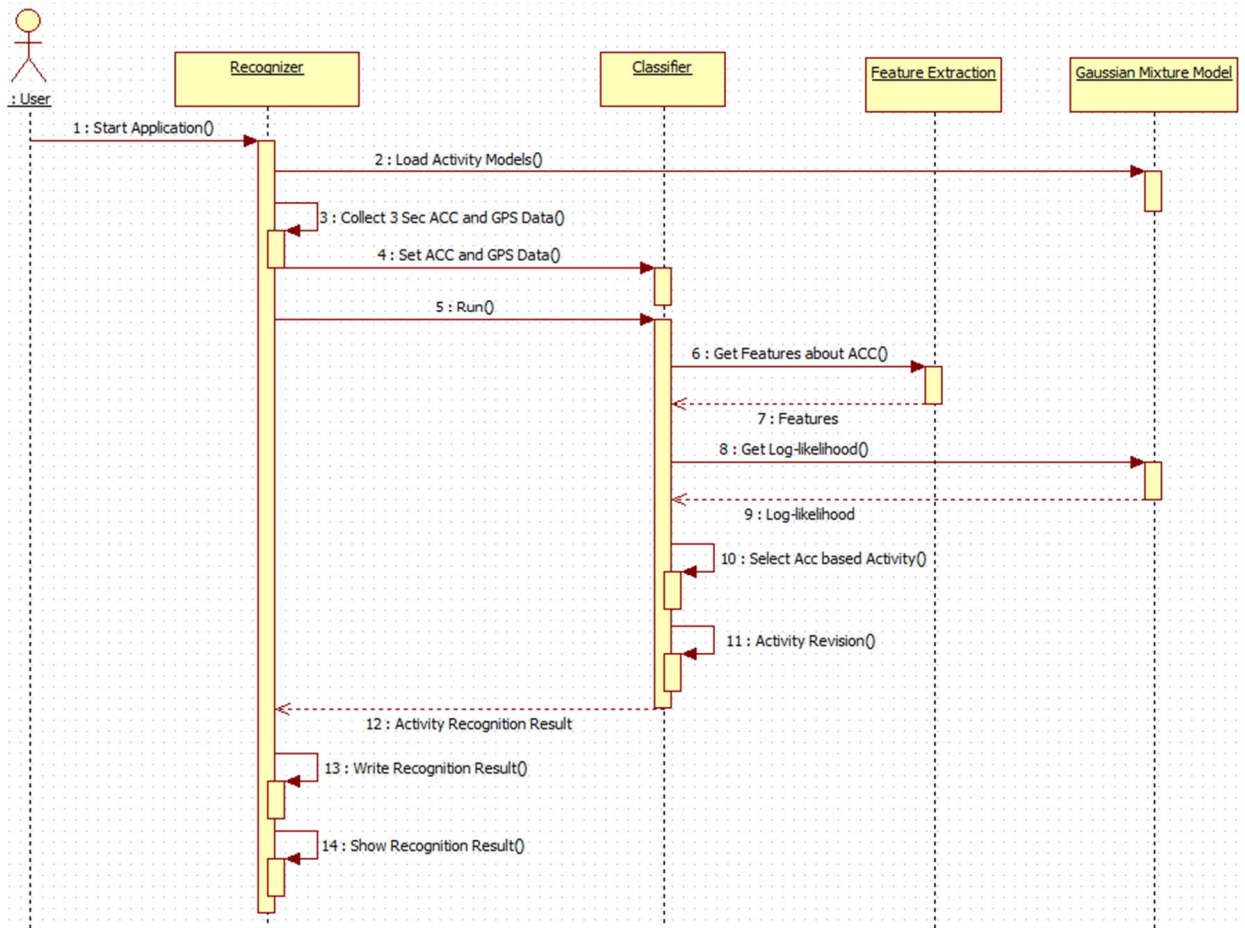 Recognizer
Classifier
Feature Extraction
Gaussian Mixture Model
: User
1 : Start Application()
2 : Load Activity Models()
3 : Collect 3 Sec ACC and GPS Data()
4 : Set ACC and GPS Data()
5 : Run()
6 : Get Features about ACC()
7 : Features
8 : Get Log-likelihood()
9 : Log-likelihood
10 : Select Acc based Activity()
11 : Activity Revision()
12 : Activity Recognition Result
13 : Write Recognition Result()
14 : Show Recognition Result()